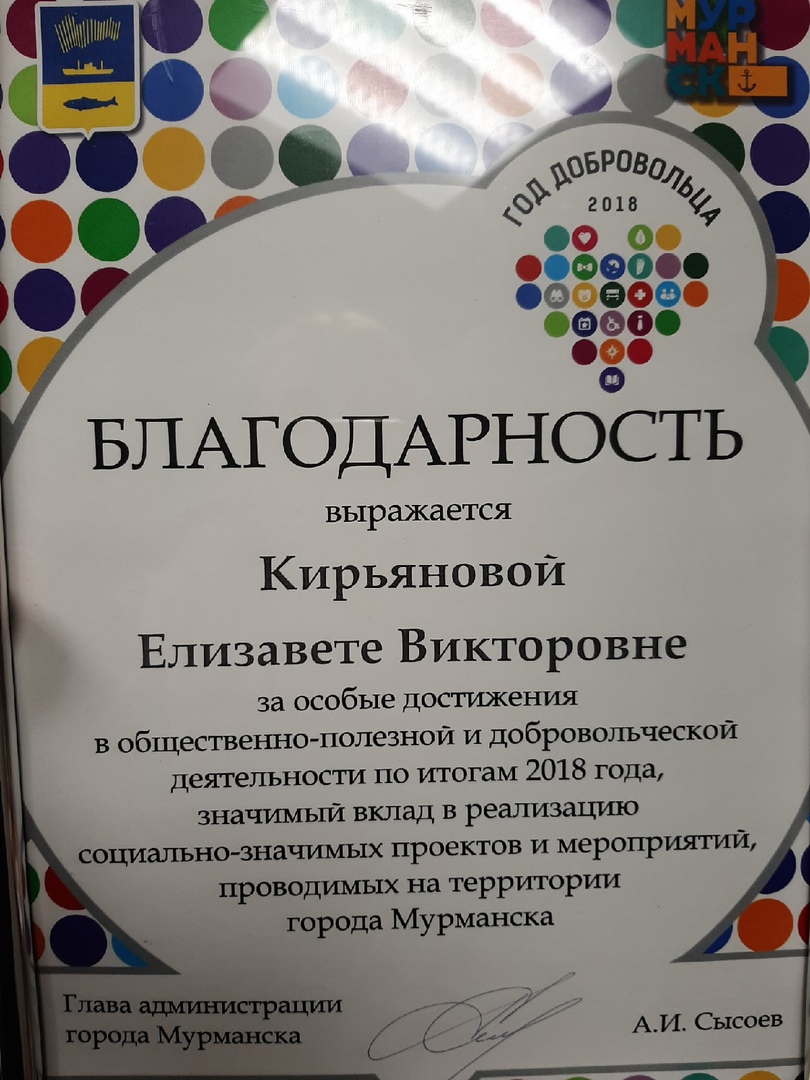 МУР
МАН
СК
ГОД ДОБРОВОЛЬЦА
2018
БЛАГОДАРНОСТЬ
выражается
Кирьяновой
Елизавете Викторовне
за особые достижения
в общественно-полезной и добровольческой
деятельности по итогам 2018 года,
значимый вклад в реализацию
социально-значимых проектов и мероприятий,
проводимых на территории
города Мурманска
Глава администрации
города Мурманска
А.И. Сысоев